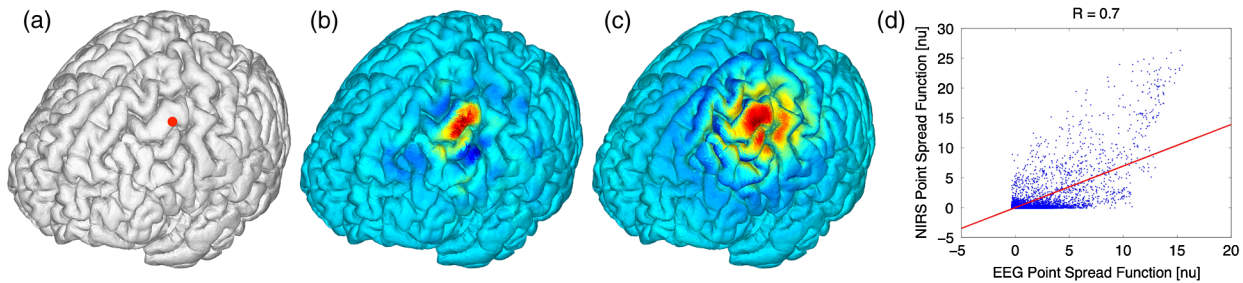 (a)
(b)
(c)
(d)
R = 0.7
NIRS Point Spread Function [nu]
30
25
20
15
10
5
0
−5
−5 0 5 10 15 20
EEG Point Spread Function [nu]